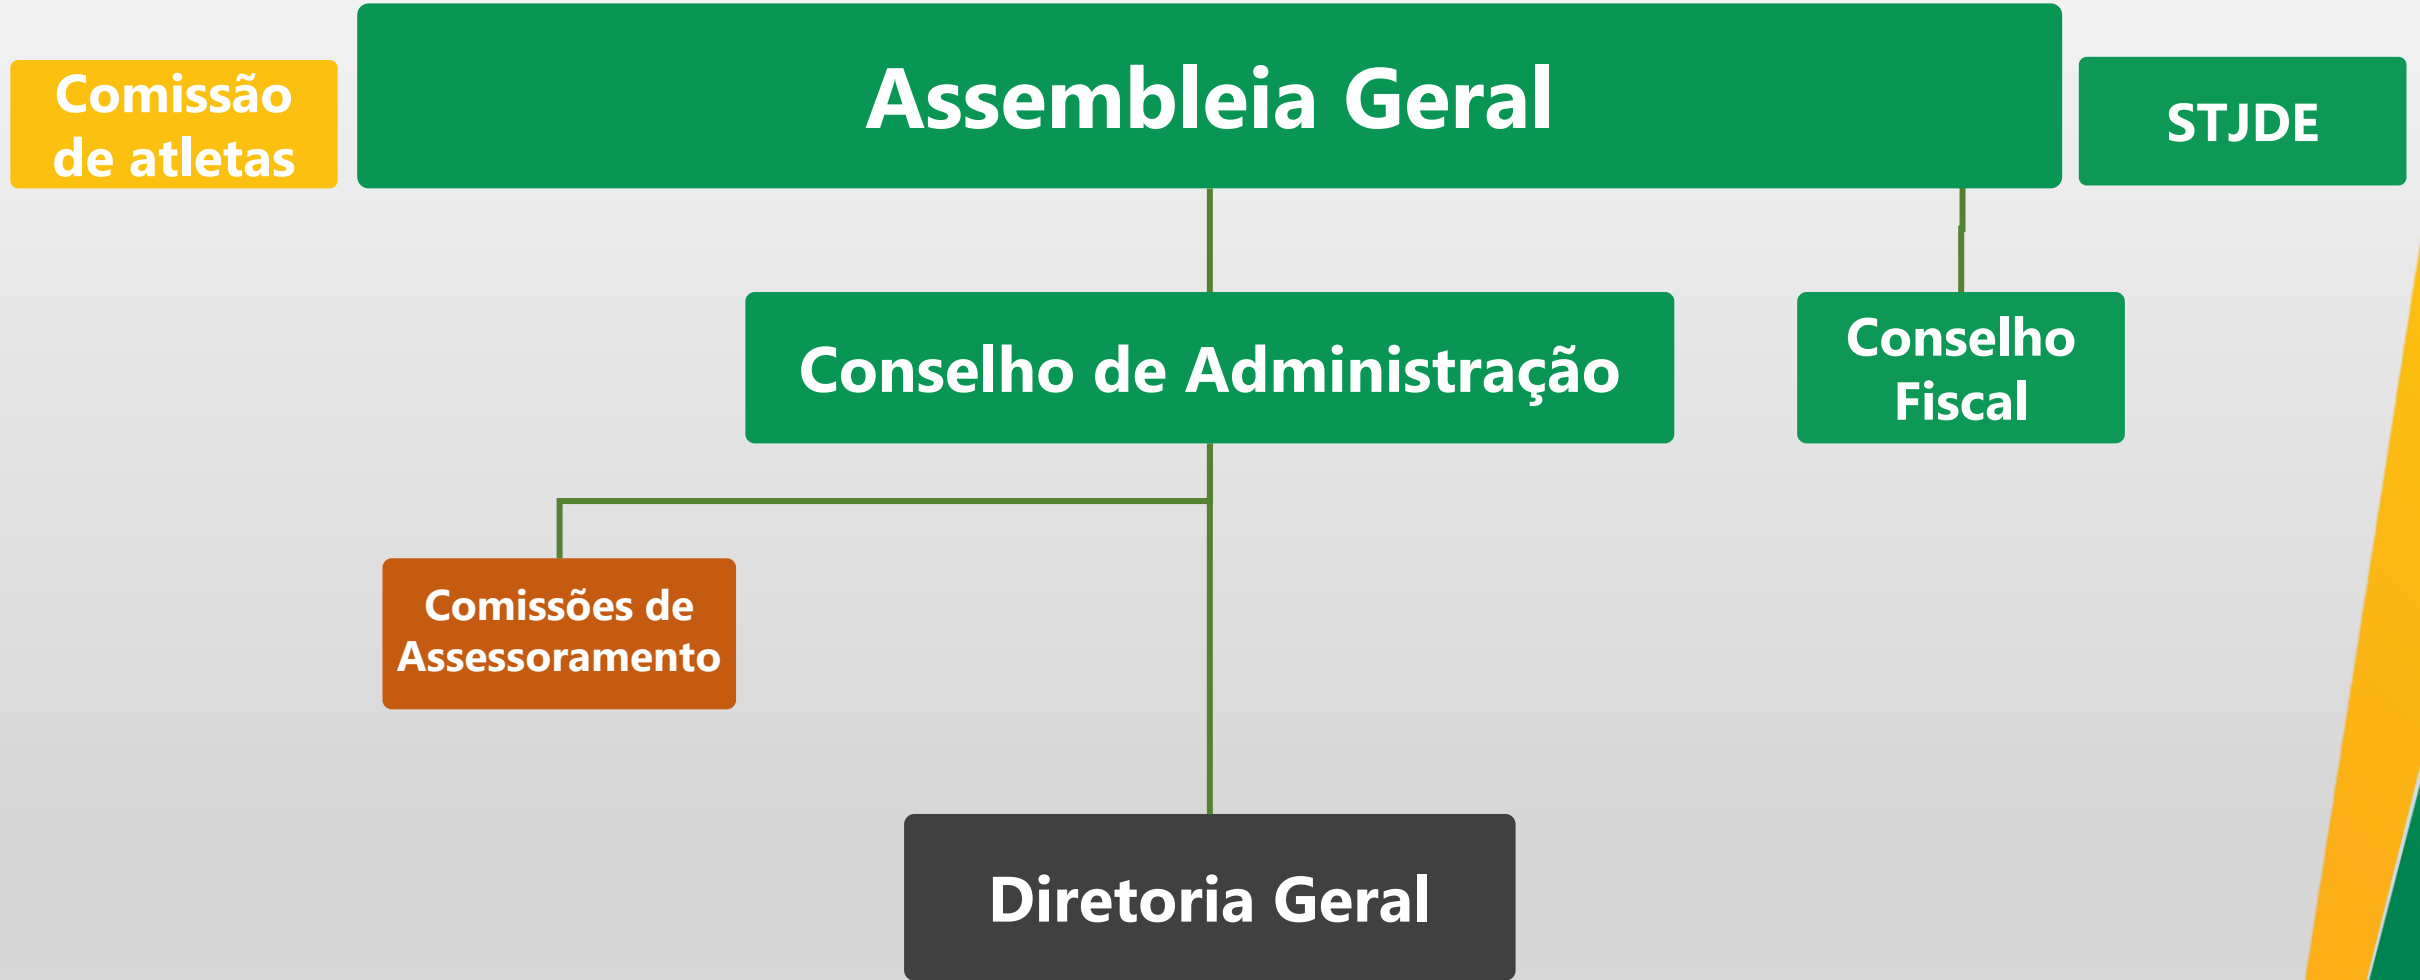 Comissão
de atletas
Assembleia Geral
STJDE
Conselho de Administração
Conselho
Fiscal
Comissões de
Assessoramento
Diretoria Geral